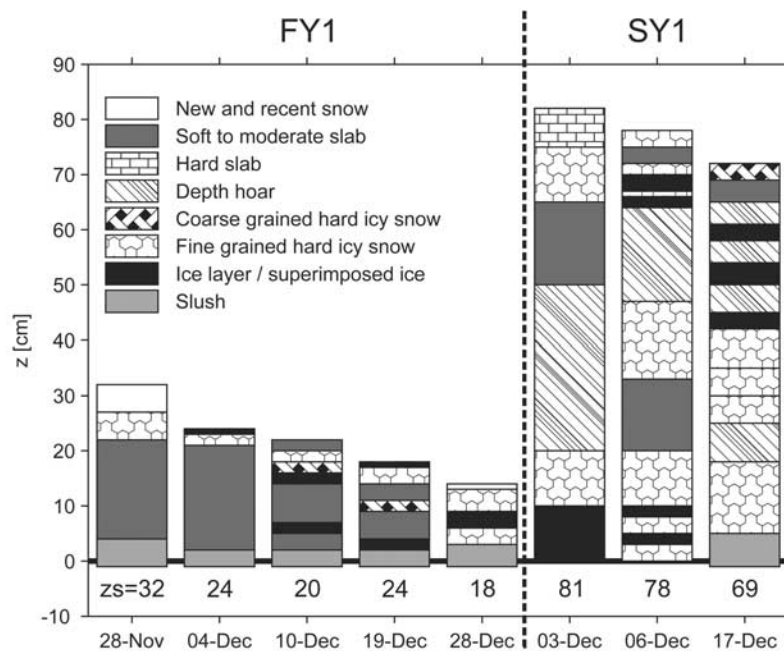 FY1 SY1
90
80
70
60
50
40
30
20
10
0
-10
z [cm]
New and recent snow
Soft to moderate slab
Hard slab
Depth hoar
Coarse grained hard icy snow
Fine grained hard icy snow
Ice layer / superimposed ice
Slush
zs=32 24 20 24 18 81 78 69
28-Nov 04-Dec 10-Dec 19-Dec 28-Dec 03-Dec 06-Dec 17-Dec